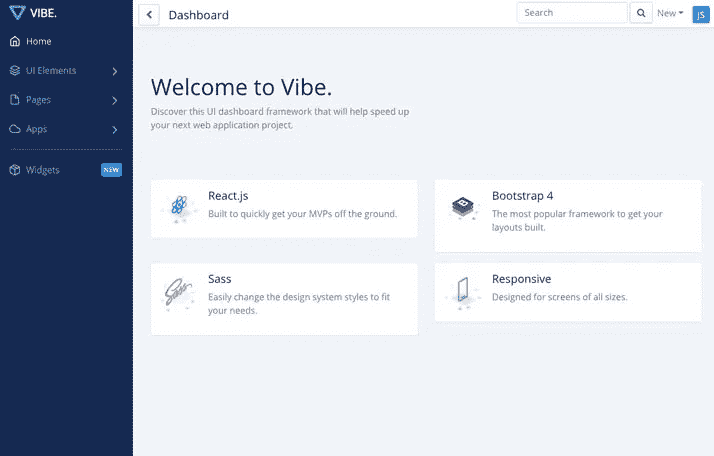 VIBE.
Home
UI Elements
Pages
Apps
Widgets NEW
Dashboard
Search
New
JS
Welcome to Vibe.
Discover this UI dashboard framework that will help speed up
your next web application project.
React.js
Built to quickly get your MVPs off the ground.
Bootstrap 4
The most popular framework to get your
layouts built.
Sass
Sass
Easily change the design system styles to fit
your needs.
Responsive
Designed for screens of all sizes.